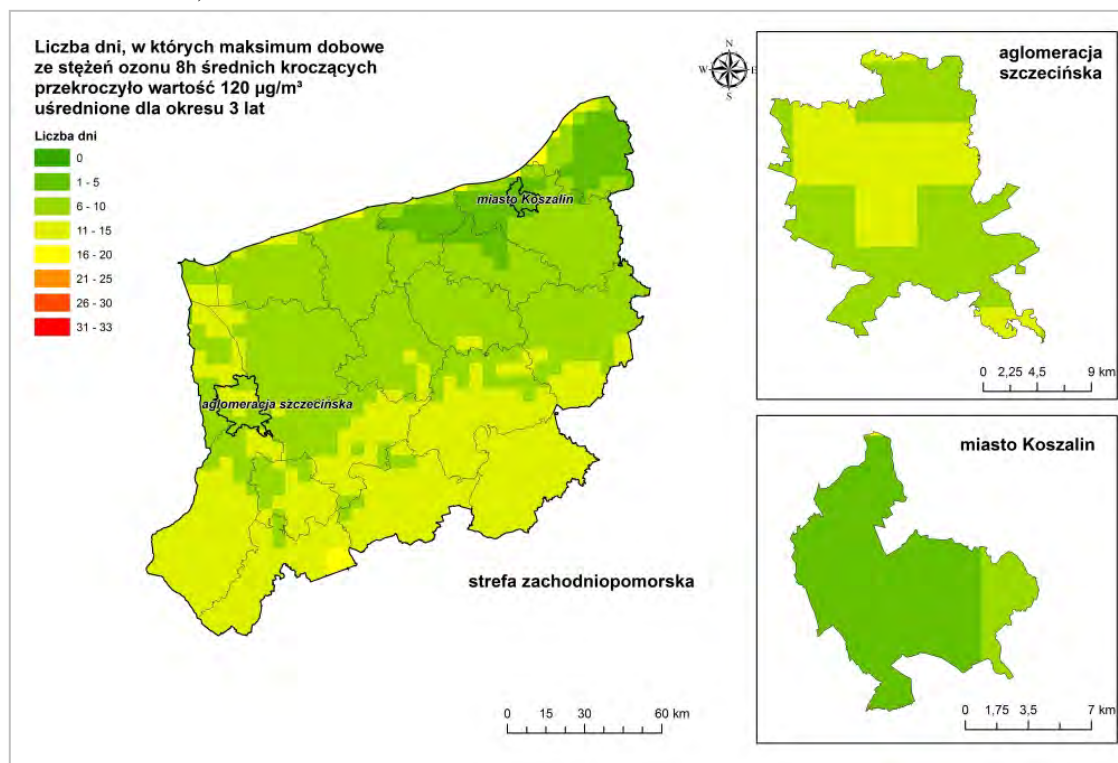 Liczba dni, w których maksimum dobowe
ze stężeń ozonu 8h średnich kroczących
przekroczyło wartość 120 µg/m³
uśrednione dla okresu 3 lat
Liczba dni
0
1 - 5
6 - 10
11 - 15
16 - 20
21 - 25
26 - 30
31 - 33
N
W E
S
miasto Koszalin
aglomeracja szczecińska
strefa zachodniopomorska
0 15 30 60 km
aglomeracja
szczecińska
0 2,25 4,5 9 km
miasto Koszalin
0 1,75 3,5 7 km